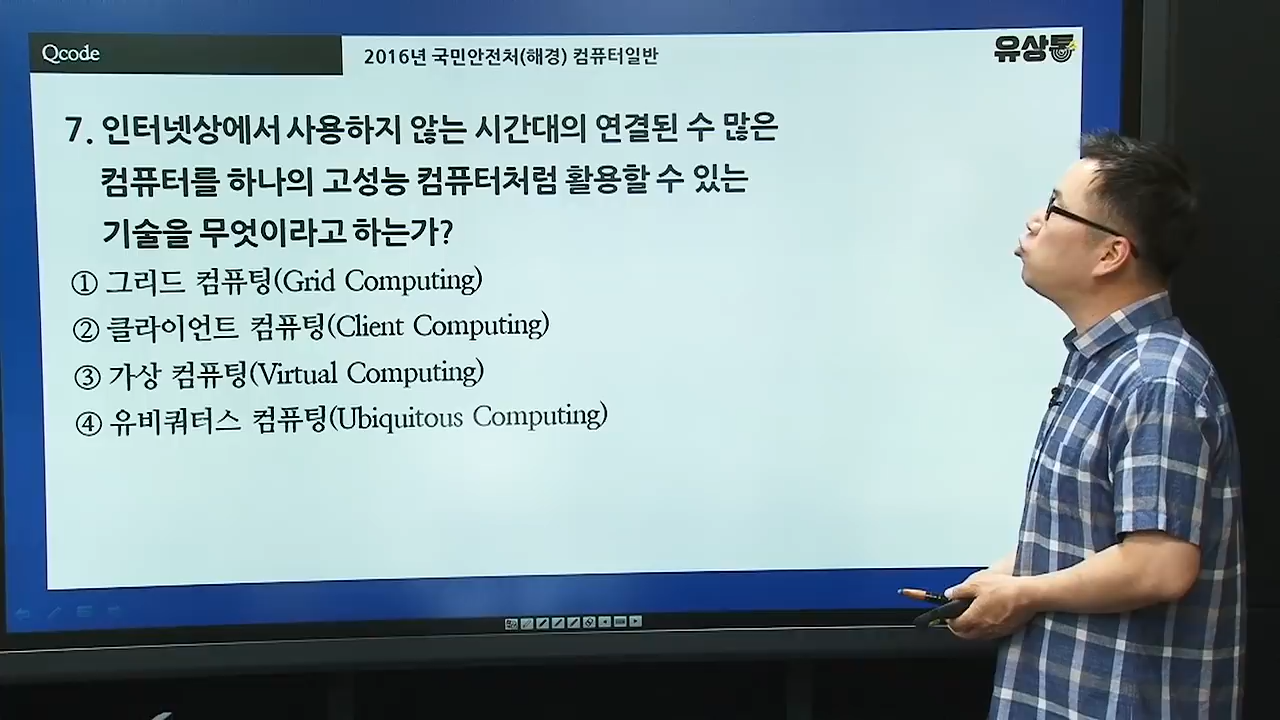 Qcode
2016년 국민안전처(해경) 컴퓨터일반
유상통
7. 인터넷상에서 사용하지 않는 시간대의 연결된 수 많은
컴퓨터를 하나의 고성능 컴퓨터처럼 활용할 수 있는
기술을 무엇이라고 하는가?
① 그리드 컴퓨팅(Grid Computing)
② 클라이언트 컴퓨팅(Client Computing)
③ 가상 컴퓨팅(Virtual Computing)
④ 유비쿼터스 컴퓨팅(Ubiquitous Computing)